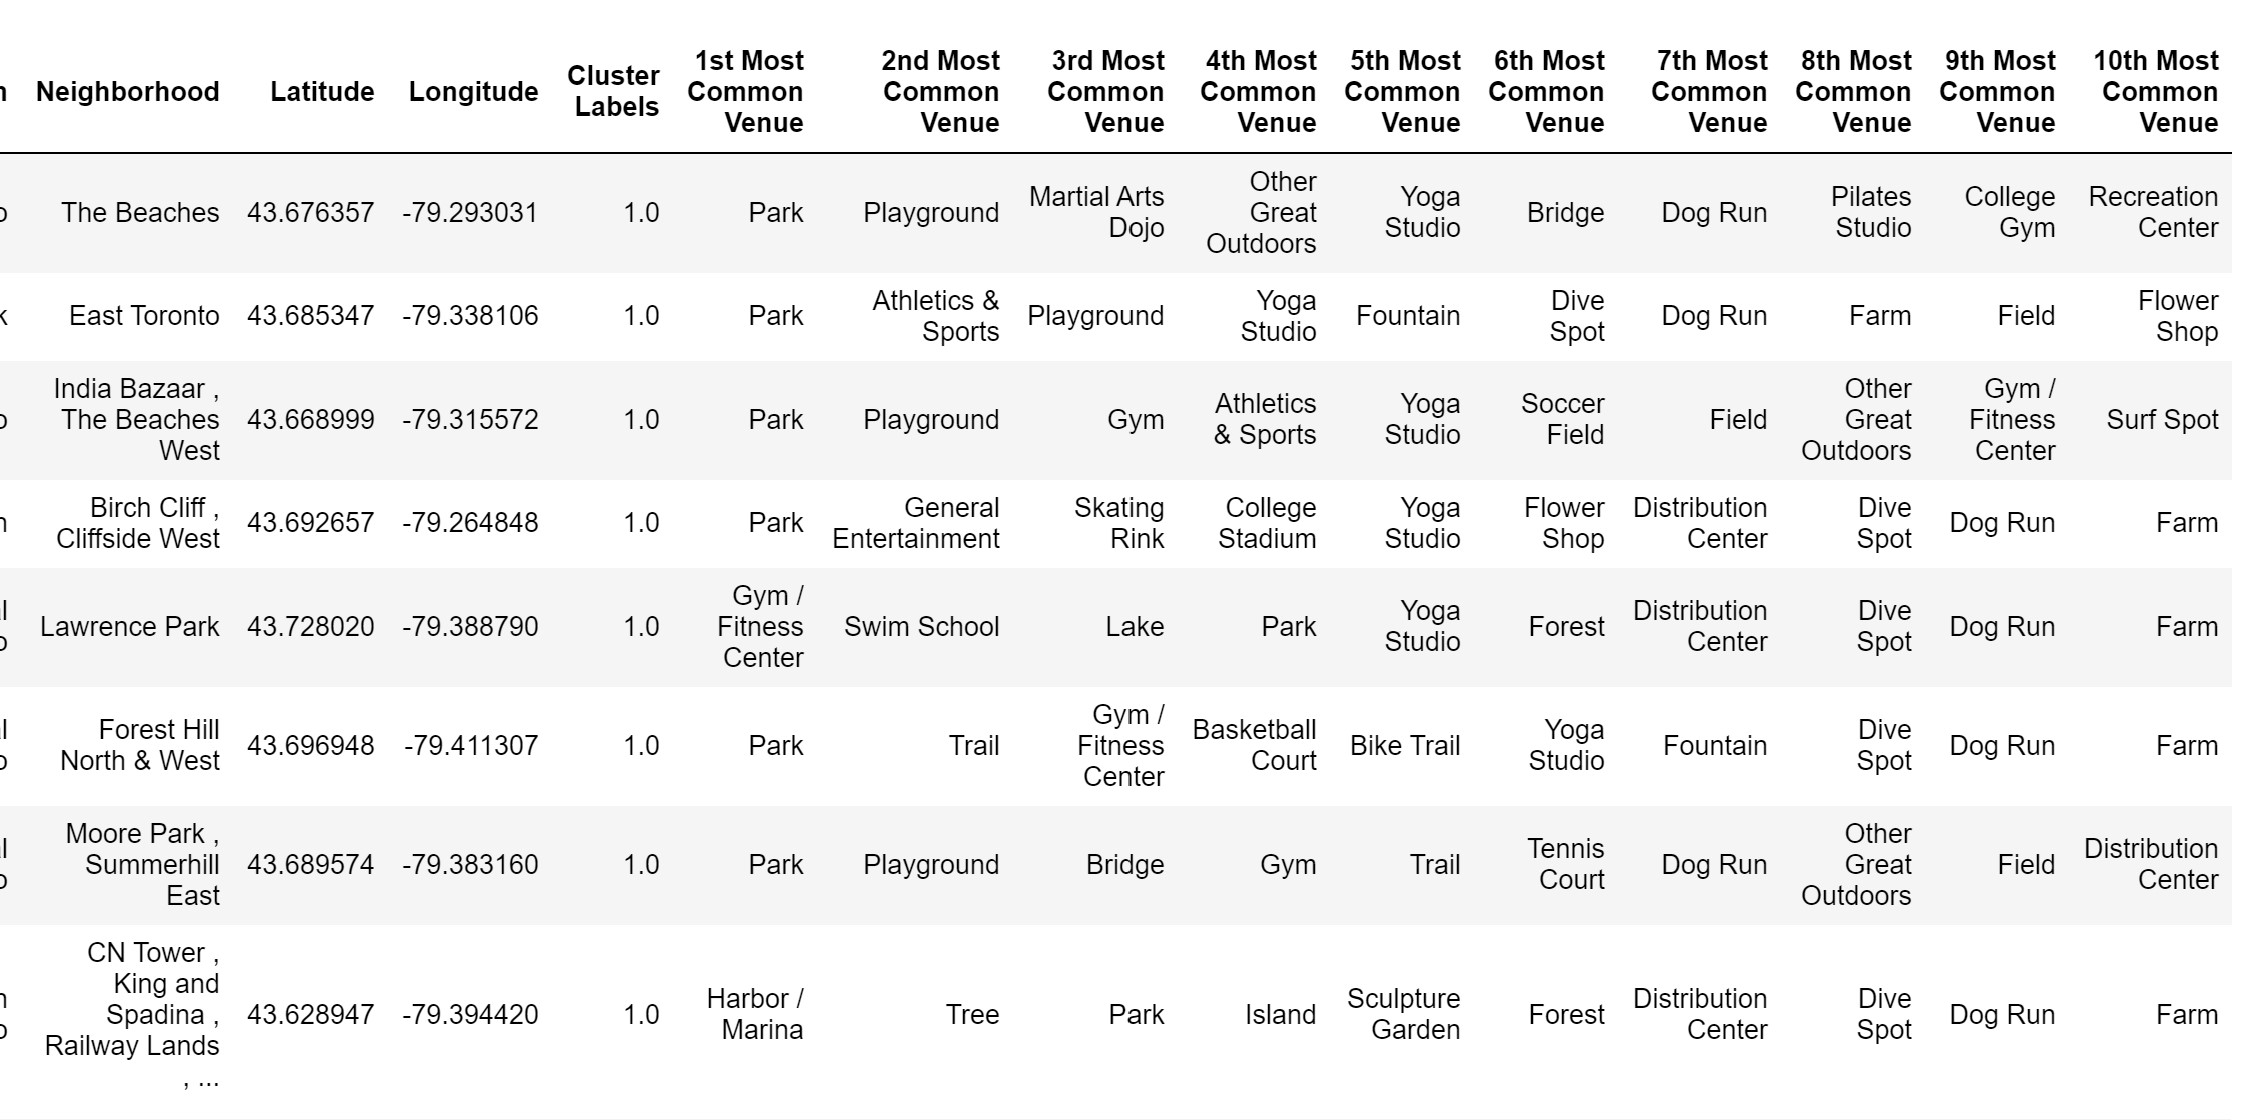 Neighborhood Latitude Longitude Cluster Labels 1st Most Common Venue 2nd Most Common Venue 3rd Most Common Venue 4th Most Common Venue 5th Most Common Venue 6th Most Common Venue 7th Most Common Venue 8th Most Common Venue 9th Most Common Venue 10th Most Common Venue
The Beaches 43.676357 -79.293031 1.0 Park Playground Martial Arts Dojo Other Great Outdoors Yoga Studio Bridge Dog Run Pilates Studio College Gym Recreation Center
East Toronto 43.685347 -79.338106 1.0 Park Athletics & Sports Playground Yoga Studio Fountain Dive Spot Dog Run Farm Field Flower Shop
India Bazaar , The Beaches West 43.668999 -79.315572 1.0 Park Playground Gym Athletics & Sports Yoga Studio Soccer Field Field Other Great Outdoors Gym / Fitness Center Surf Spot
Birch Cliff , Cliffside West 43.692657 -79.264848 1.0 Park General Entertainment Skating Rink College Stadium Yoga Studio Flower Shop Distribution Center Dive Spot Dog Run Farm
Lawrence Park 43.728020 -79.388790 1.0 Gym / Fitness Center Swim School Lake Park Yoga Studio Forest Distribution Center Dive Spot Dog Run Farm
Forest Hill North & West 43.696948 -79.411307 1.0 Park Trail Gym / Fitness Center Basketball Court Bike Trail Yoga Studio Fountain Dive Spot Dog Run Farm
Moore Park , Summerhill East 43.689574 -79.383160 1.0 Park Playground Bridge Gym Trail Tennis Court Dog Run Other Great Outdoors Field Distribution Center
CN Tower , King and Spadina , Railway Lands , ... 43.628947 -79.394420 1.0 Harbor / Marina Tree Park Island Sculpture Garden Forest Distribution Center Dive Spot Dog Run Farm